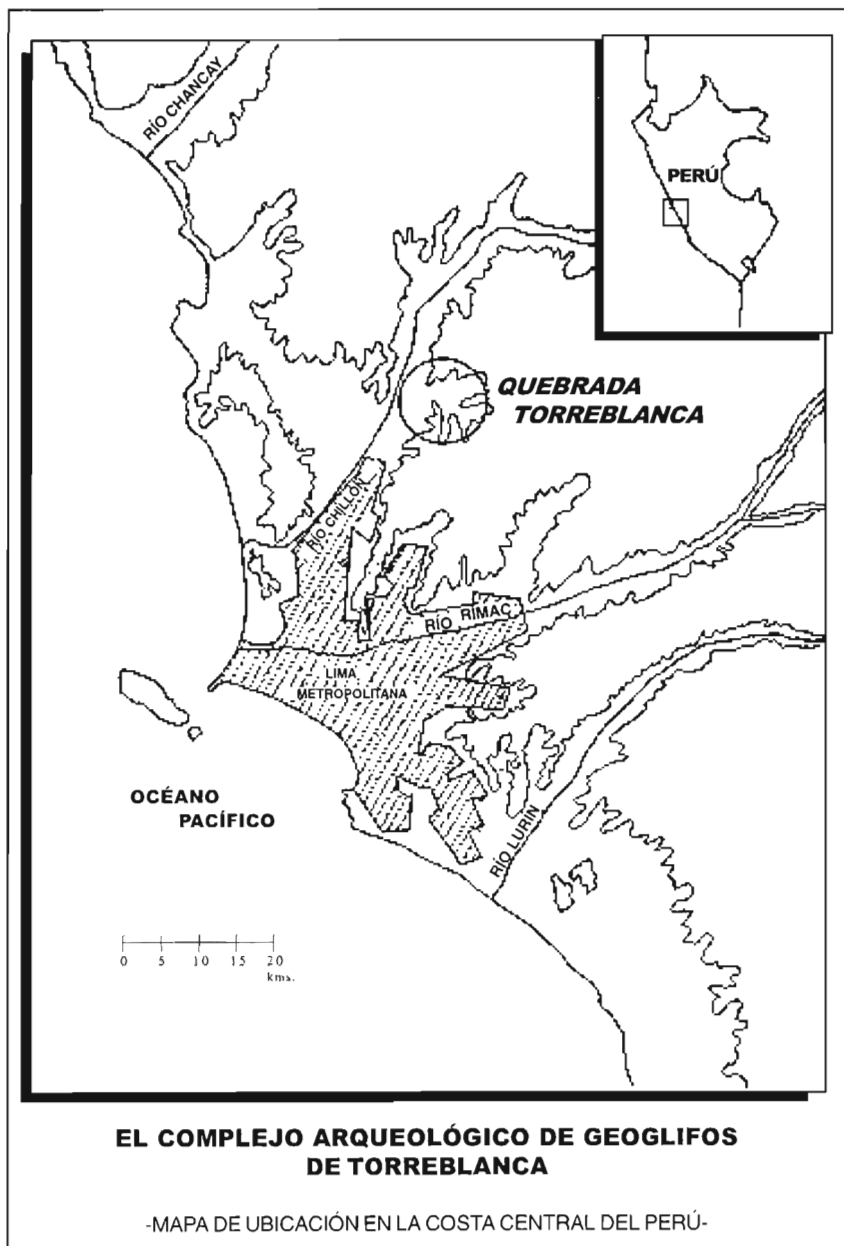 RÍO CHANCAY
PERÚ
QUEBRADA
TORREBLANCA
RÍO CHILLÓN
RÍO RIMAC
LIMA
METROPOLITANA
OCÉANO
PACÍFICO
RÍO LURÍN
0 5 10 15 20
kms.
EL COMPLEJO ARQUEOLÓGICO DE GEOGLIFOS
DE TORREBLANCA
-MAPA DE UBICACIÓN EN LA COSTA CENTRAL DEL PERÚ-